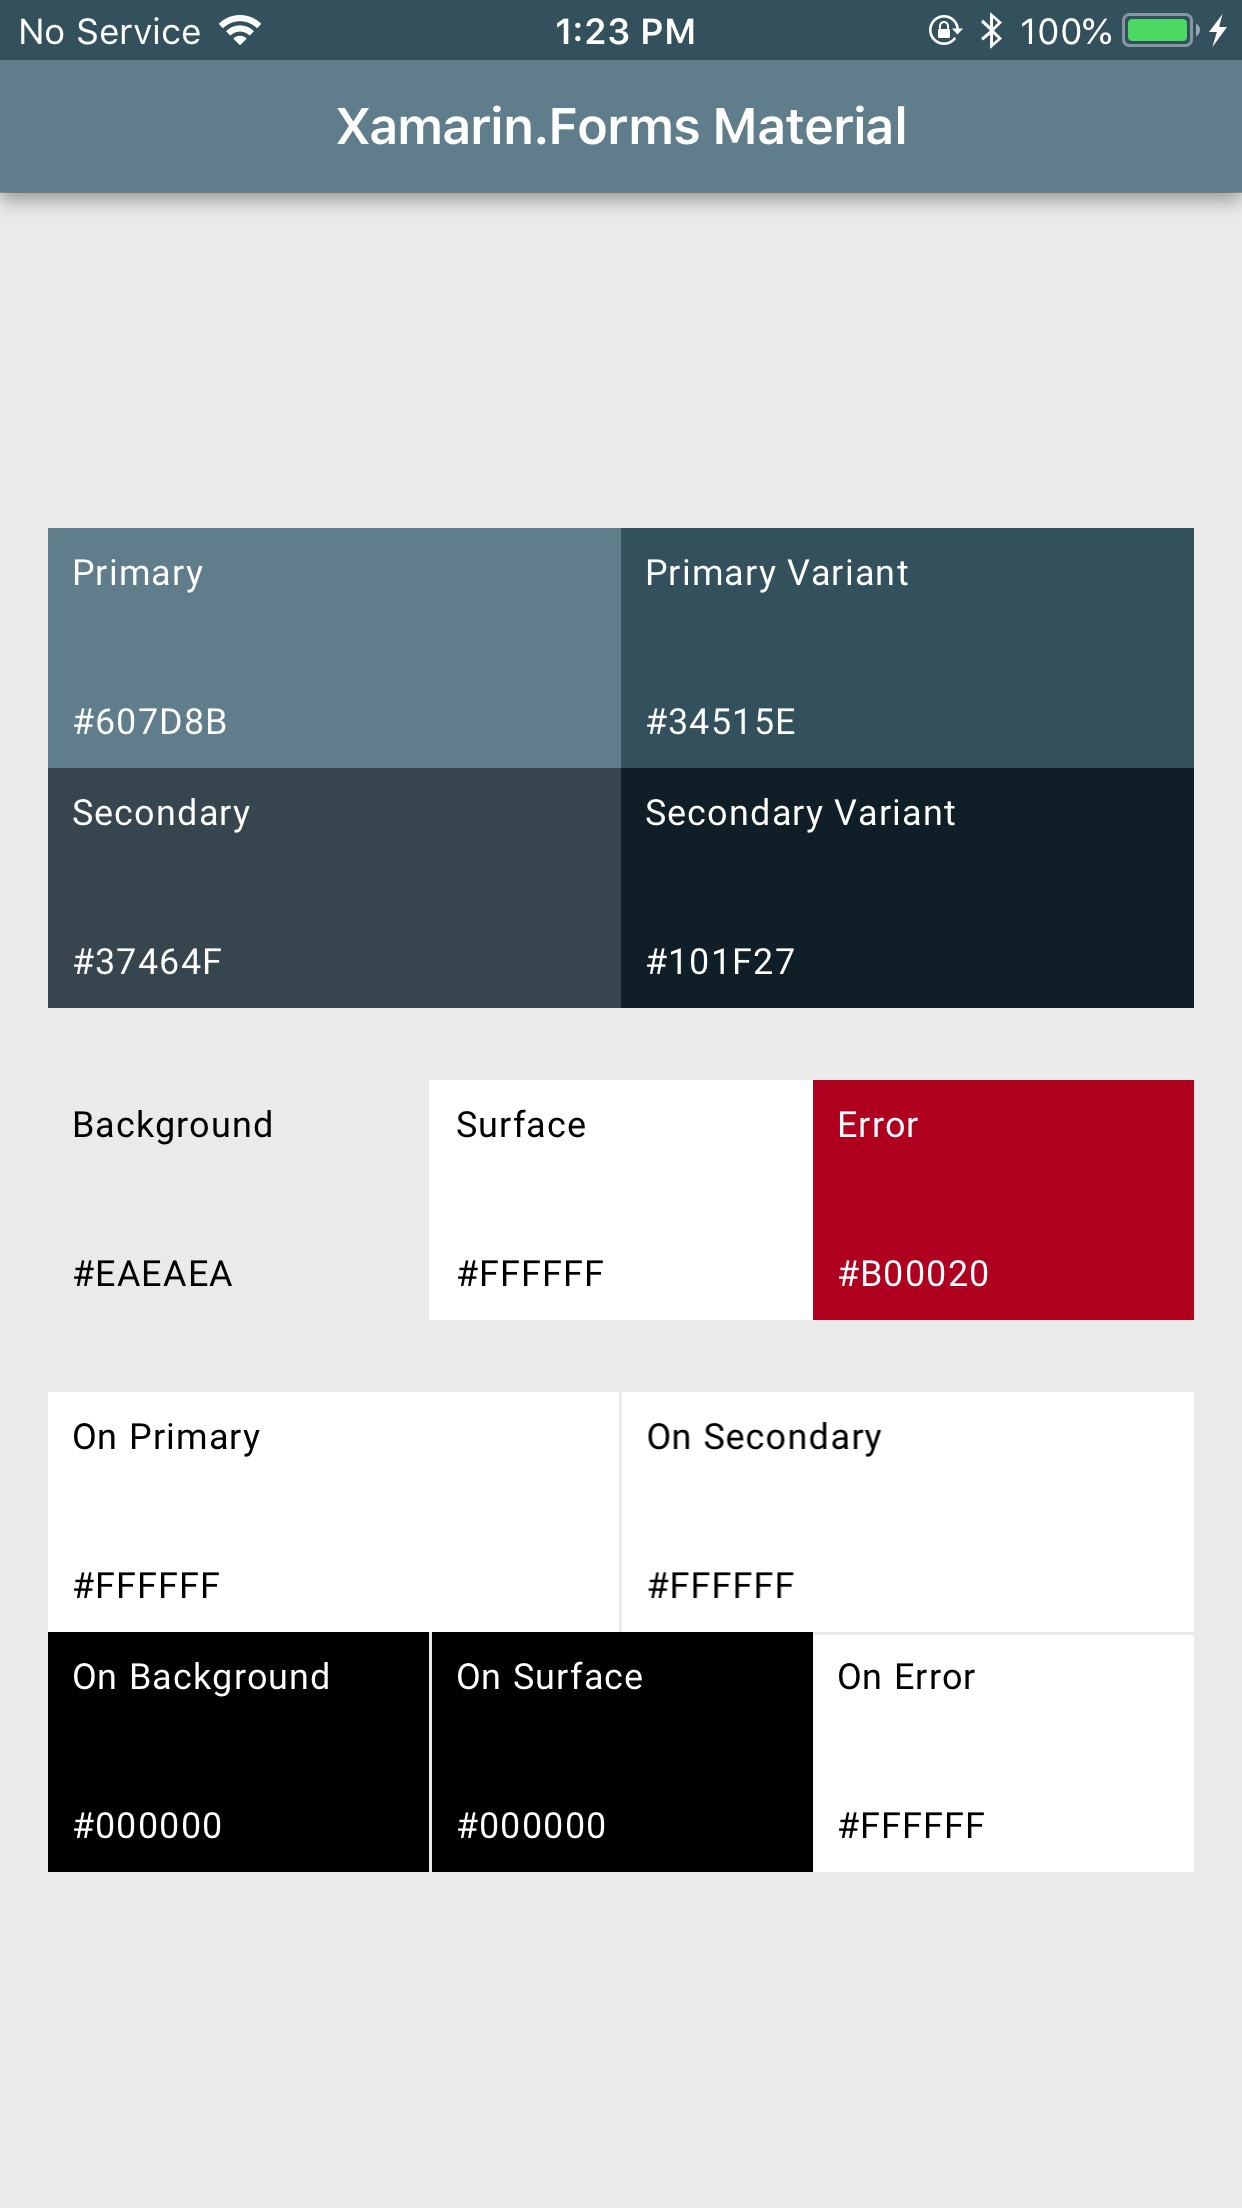 No Service 1:23 PM 100%
Xamarin.Forms Material
Primary
#607D8B
Primary Variant
#34515E
Secondary
#37464F
Secondary Variant
#101F27
Background
#EAEAEA
Surface
#FFFFFF
Error
#B00020
On Primary
#FFFFFF
On Secondary
#FFFFFF
On Background
#000000
On Surface
#000000
On Error
#FFFFFF